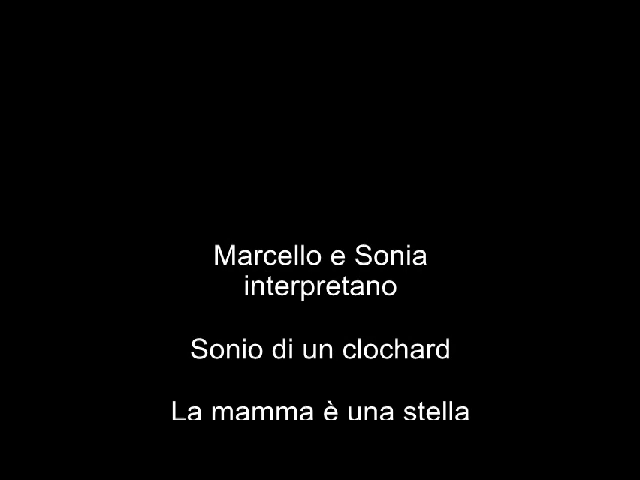 Marcello e Sonia
interpretano
Sonio di un clochard
La mamma è una stella